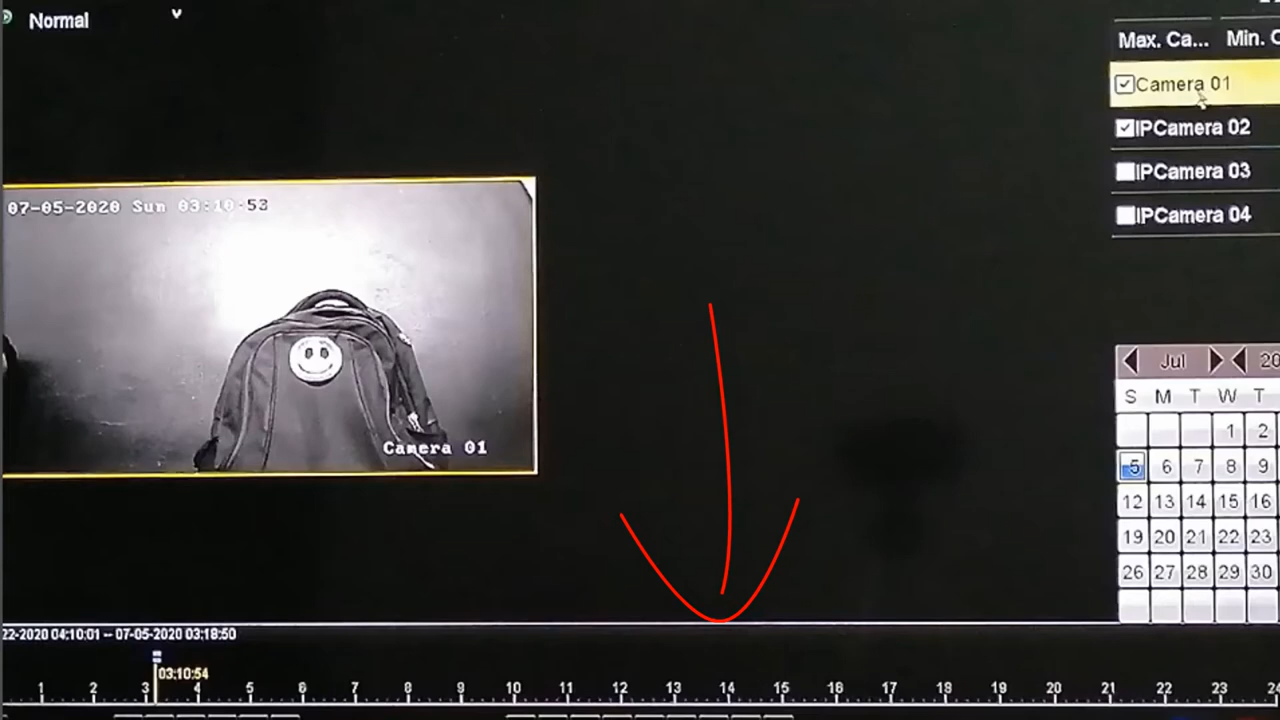 Normal
Max. Ca... Min. C
Camera 01
IPCamera 02
IPCamera 03
IPCamera 04
07-05-2020 Sun 03:10:53
Camera 01
Jul 20
S M T W T
1 2
5 6 7 8 9
12 13 14 15 16
19 20 21 22 23
26 27 28 29 30
22-2020 04:10:01 -- 07-05-2020 03:18:50
03:10:54
1 2 3 4 5 6 7 8 9 10 11 12 13 14 15 16 17 18 19 20 21 22 23 24